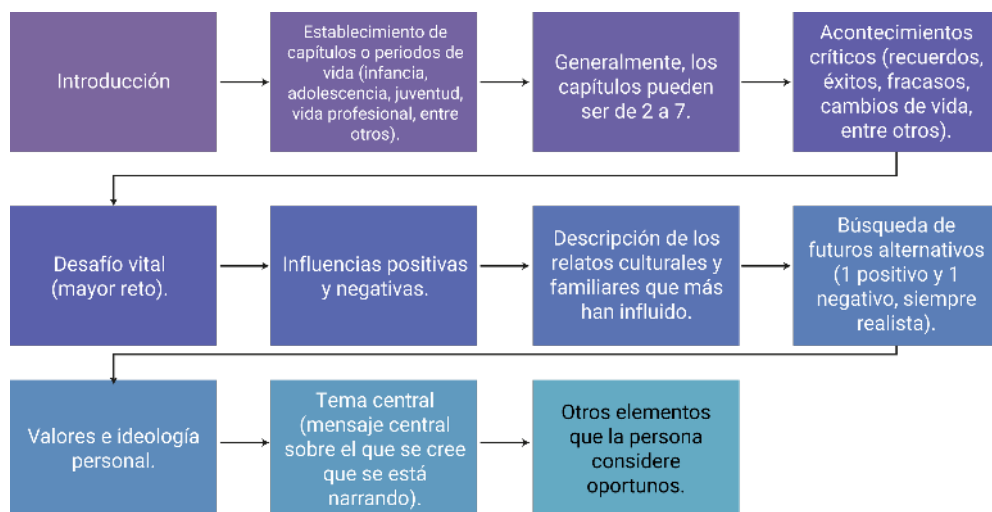 Introducción
Establecimiento de
capítulos o periodos de
vida (infancia,
adolescencia, juventud,
vida profesional, entre
otros).
Generalmente, los
capítulos pueden
ser de 2 a 7.
Acontecimientos
críticos (recuerdos,
éxitos, fracasos,
cambios de vida,
entre otros).
Desafío vital
(mayor reto).
Influencias positivas
y negativas.
Descripción de los
relatos culturales y
familiares que más
han influido.
Búsqueda de
futuros alternativos
(1 positivo y 1
negativo, siempre
realista).
Valores e ideología
personal.
Tema central
(mensaje central
sobre el que se cree
que se está
narrando).
Otros elementos
que la persona
considere
oportunos.